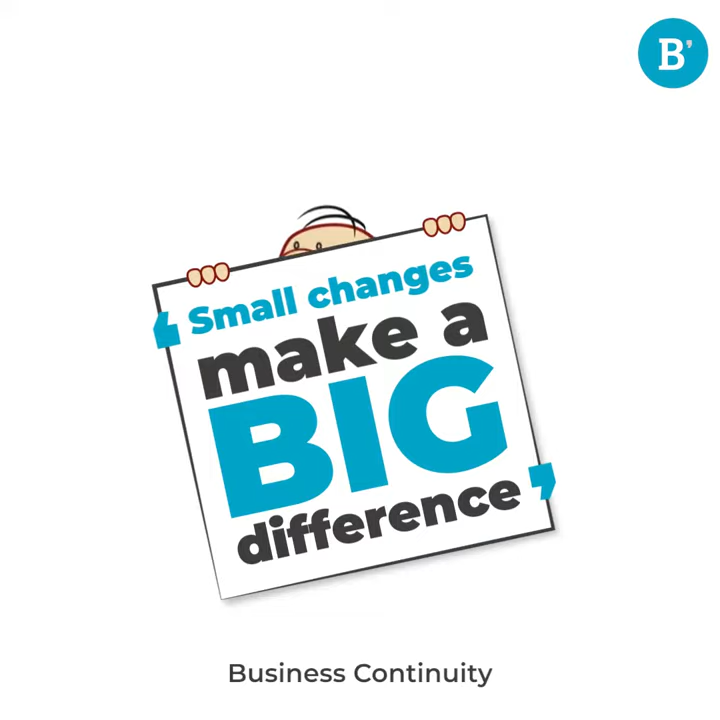 B'
‘ Small changes
make a
BIG
difference ’
Business Continuity